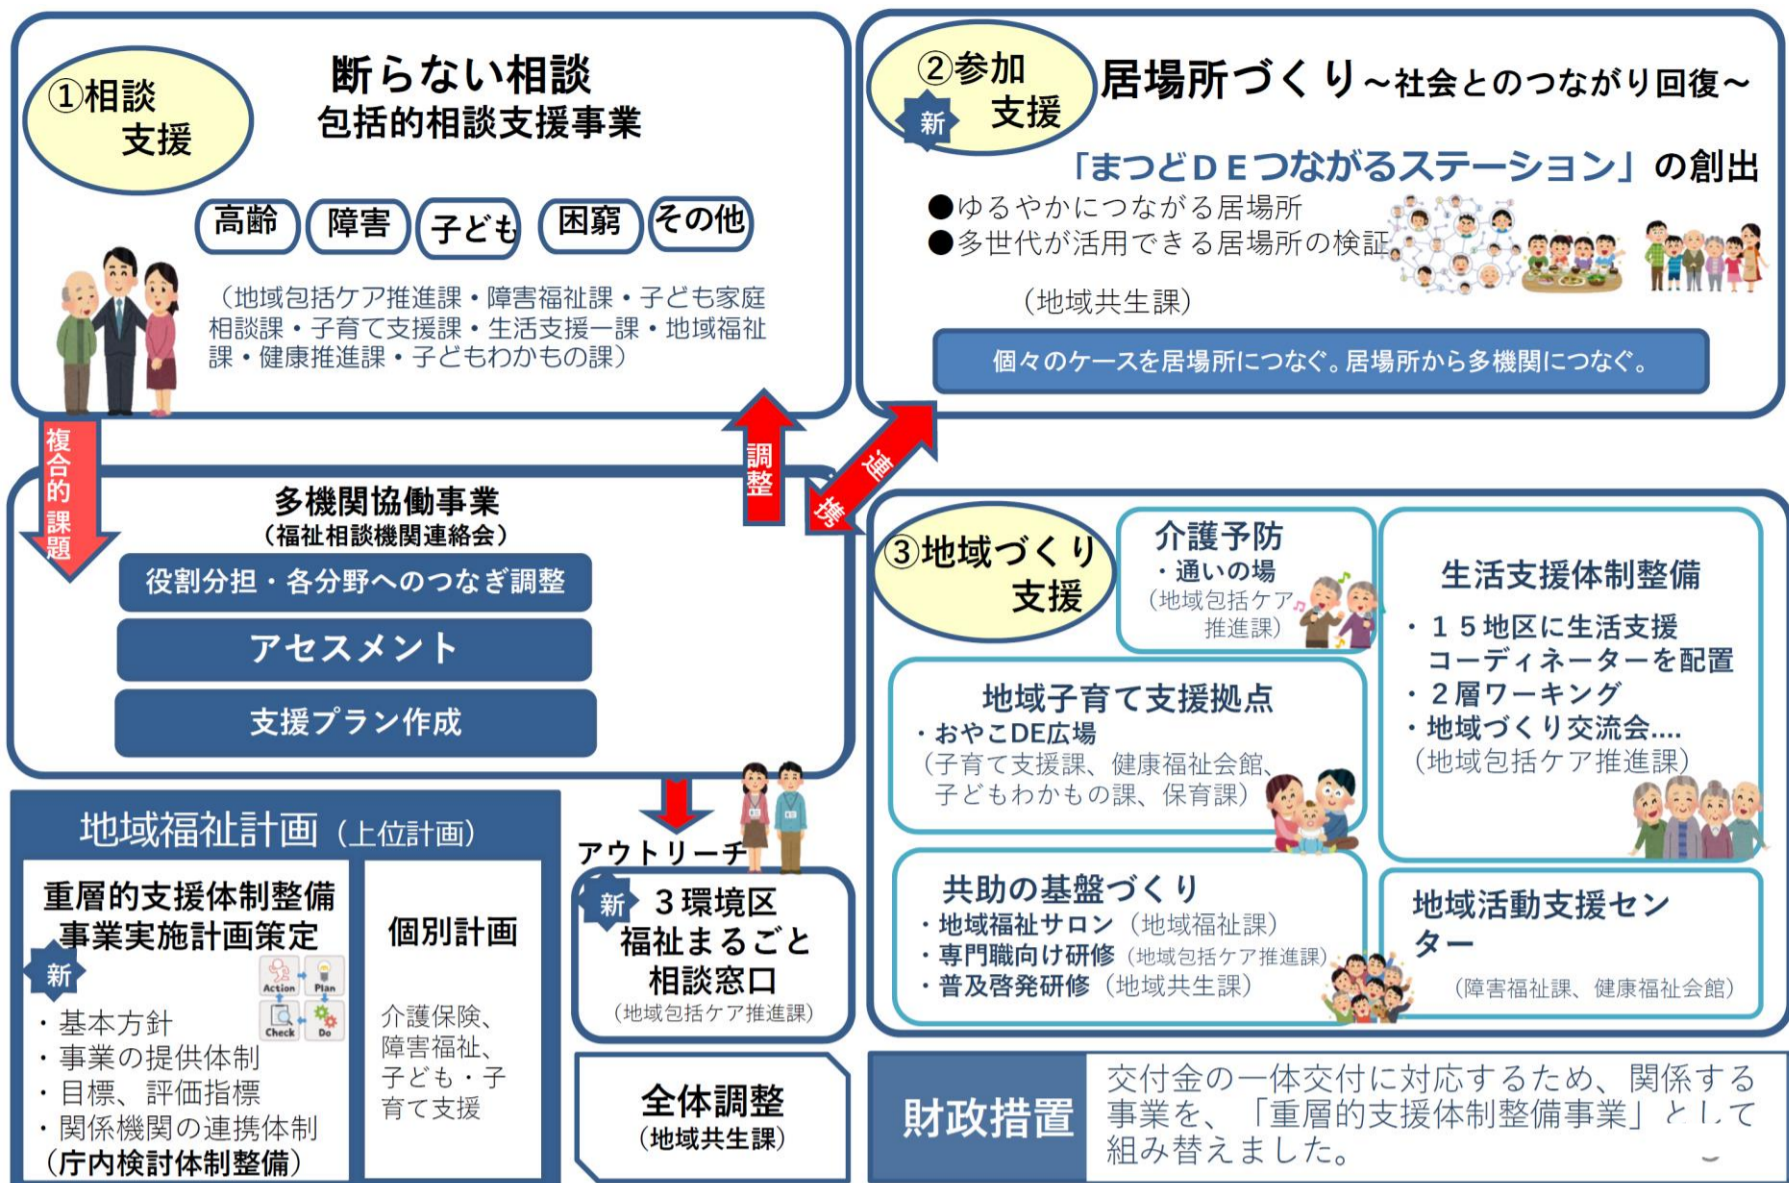 ①相談
支援
断らない相談
包括的相談支援事業
高齢
障害
子ども
困窮
その他
（地域包括ケア推進課・障害福祉課・子ども家庭
相談課・子育て支援課・生活支援一課・地域福祉
課・健康推進課・子どもわかもの課）
②参加
支援
新
居場所づくり～社会とのつながり回復～
「まつどDEつながるステーション」の創出
●ゆるやかにつながる居場所
●多世代が活用できる居場所の検証
（地域共生課）
個々のケースを居場所につなぐ。居場所から多機関につなぐ。
複合的課題
調整
連携
多機関協働事業
（福祉相談機関連絡会）
役割分担・各分野へのつなぎ調整
アセスメント
支援プラン作成
③地域づくり
支援
介護予防
・通いの場
（地域包括ケア
推進課）
生活支援体制整備
・１５地区に生活支援
コーディネーターを配置
・２層ワーキング
・地域づくり交流会....
（地域包括ケア推進課）
地域子育て支援拠点
・おやこDE広場
（子育て支援課、健康福祉会館、
子どもわかもの課、保育課）
共助の基盤づくり
・地域福祉サロン（地域福祉課）
・専門職向け研修（地域包括ケア推進課）
・普及啓発研修（地域共生課）
地域活動支援セン
ター
（障害福祉課、健康福祉会館）
地域福祉計画（上位計画）
重層的支援体制整備
事業実施計画策定
新
Action
Plan
Check
Do
・基本方針
・事業の提供体制
・目標、評価指標
・関係機関の連携体制
（庁内検討体制整備）
個別計画
介護保険、
障害福祉、
子ども・子
育て支援
アウトリーチ
新
３環境区
福祉まるごと
相談窓口
（地域包括ケア推進課）
全体調整
（地域共生課）
財政措置
交付金の一体交付に対応するため、関係する
事業を、「重層的支援体制整備事業」として
組み替えました。